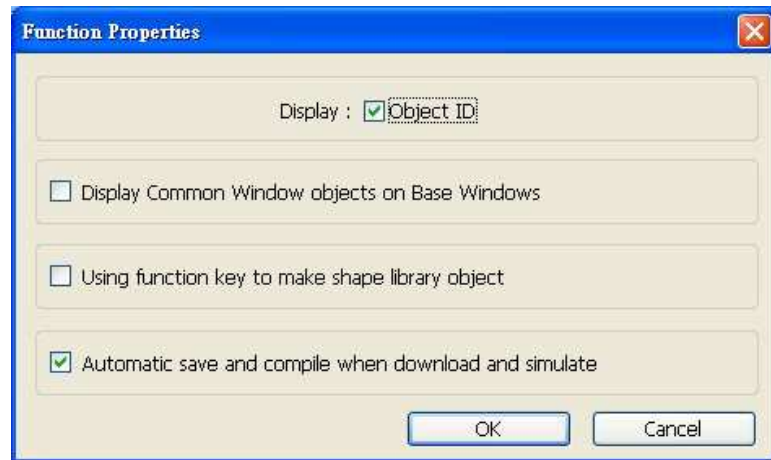 Function Properties
Display : Object ID
Display Common Window objects on Base Windows
Using function key to make shape library object
Automatic save and compile when download and simulate
OK Cancel